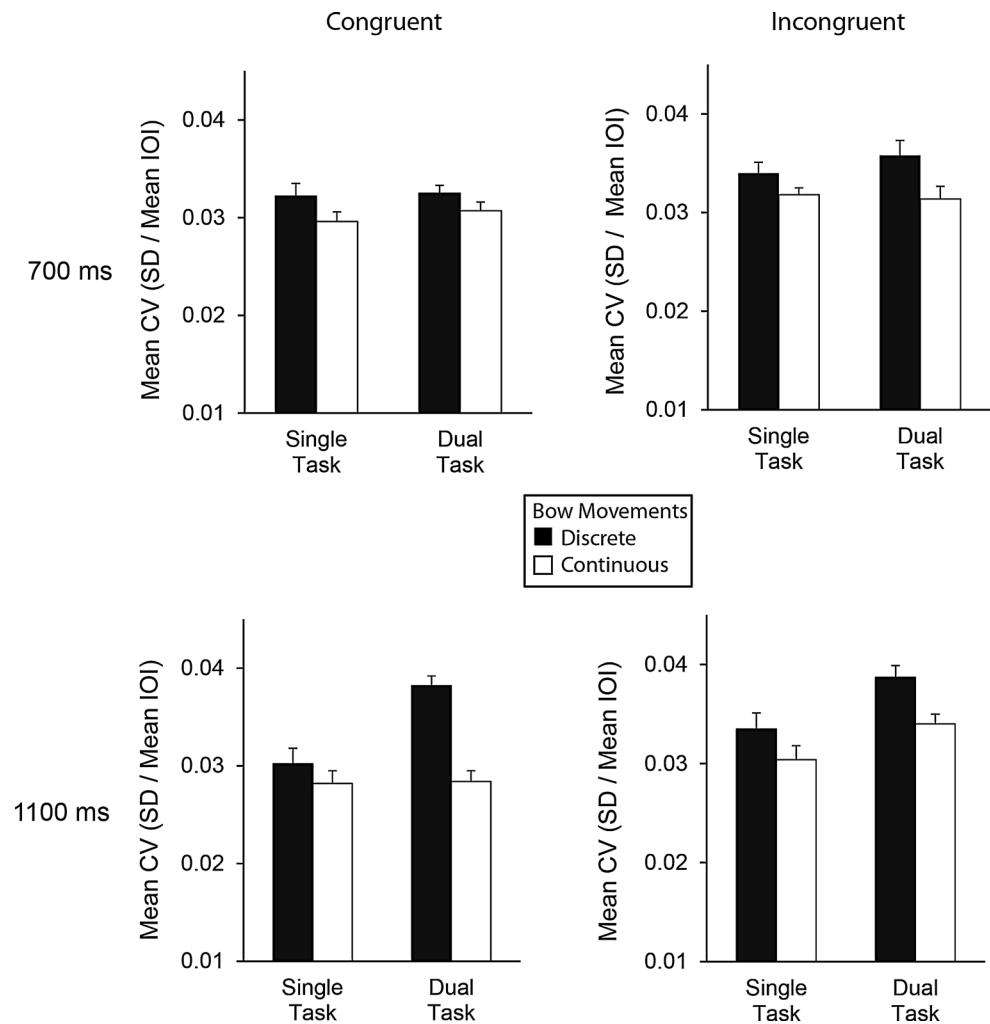 Congruent
Incongruent
700 ms
Mean CV (SD / Mean IOI)
0.04
0.03
0.02
0.01
Single
Task
Dual
Task
Mean CV (SD /  Mean IOI)
0.04
0.03
0.02
0.01
Single
Task
Dual
Task
Bow Movements
Discrete
Continuous
1100 ms
Mean CV (SD / Mean IOI)
0.04
0.03
0.02
0.01
Single
Task
Dual
Task
Mean CV (SD / Mean IOI)
0.04
0.03
0.02
0.01
Single
Task
Dual
Task